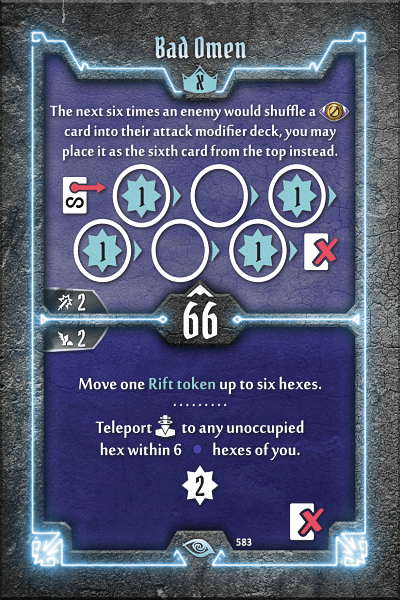 Bad Omen
X
The next six times an enemy would shuffle a
card into their attack modifier deck, you may
place it as the sixth card from the top instead.
1 1
1 1
2
66
2
Move one Rift token up to six hexes.
Teleport to any unoccupied
hex within 6 hexes of you.
2
583